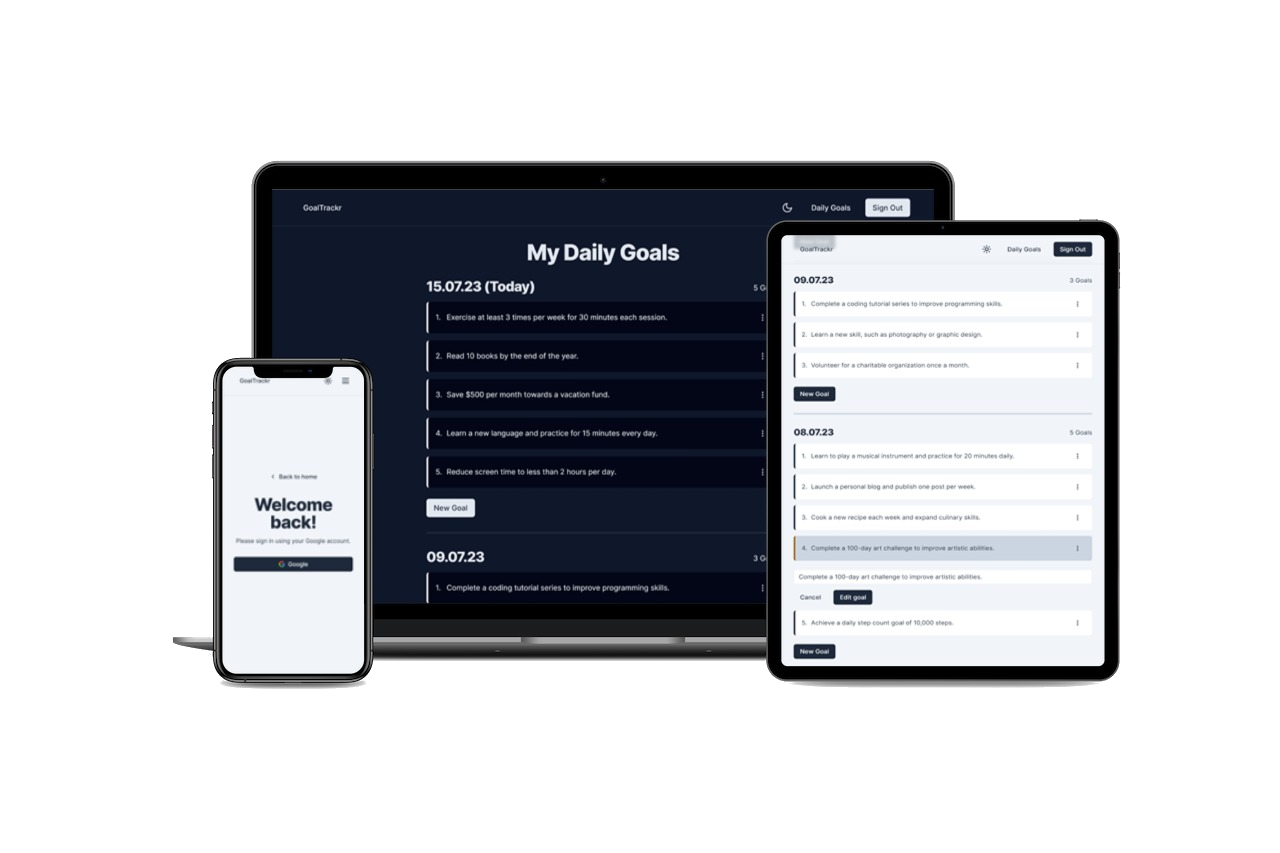 GoalTrackr
Daily Goals
Sign Out
My Daily Goals
15.07.23 (Today)
5
1. Exercise at least 3 times per week for 30 minutes each session.
2. Read 10 books by the end of the year.
3. Save $500 per month towards a vacation fund.
4. Learn a new language and practice for 15 minutes every day.
5. Reduce screen time to less than 2 hours per day.
New Goal
09.07.23
3
1. Complete a coding tutorial series to improve programming skills.
GoalTrackr
Back to home
Welcome
back!
Please sign in using your Google account.
Google
GoalTrackr
Daily Goals
Sign Out
09.07.23
3 Goals
1. Complete a coding tutorial series to improve programming skills.
2. Learn a new skill, such as photography or graphic design.
3. Volunteer for a charitable organization once a month.
New Goal
08.07.23
5 Goals
1. Learn to play a musical instrument and practice for 20 minutes daily.
2. Launch a personal blog and publish one post per week.
3. Cook a new recipe each week and expand culinary skills.
4. Complete a 100-day art challenge to improve artistic abilities.
Complete a 100-day art challenge to improve artistic abilities.
Cancel
Edit goal
5. Achieve a daily step count goal of 10,000 steps.
New Goal